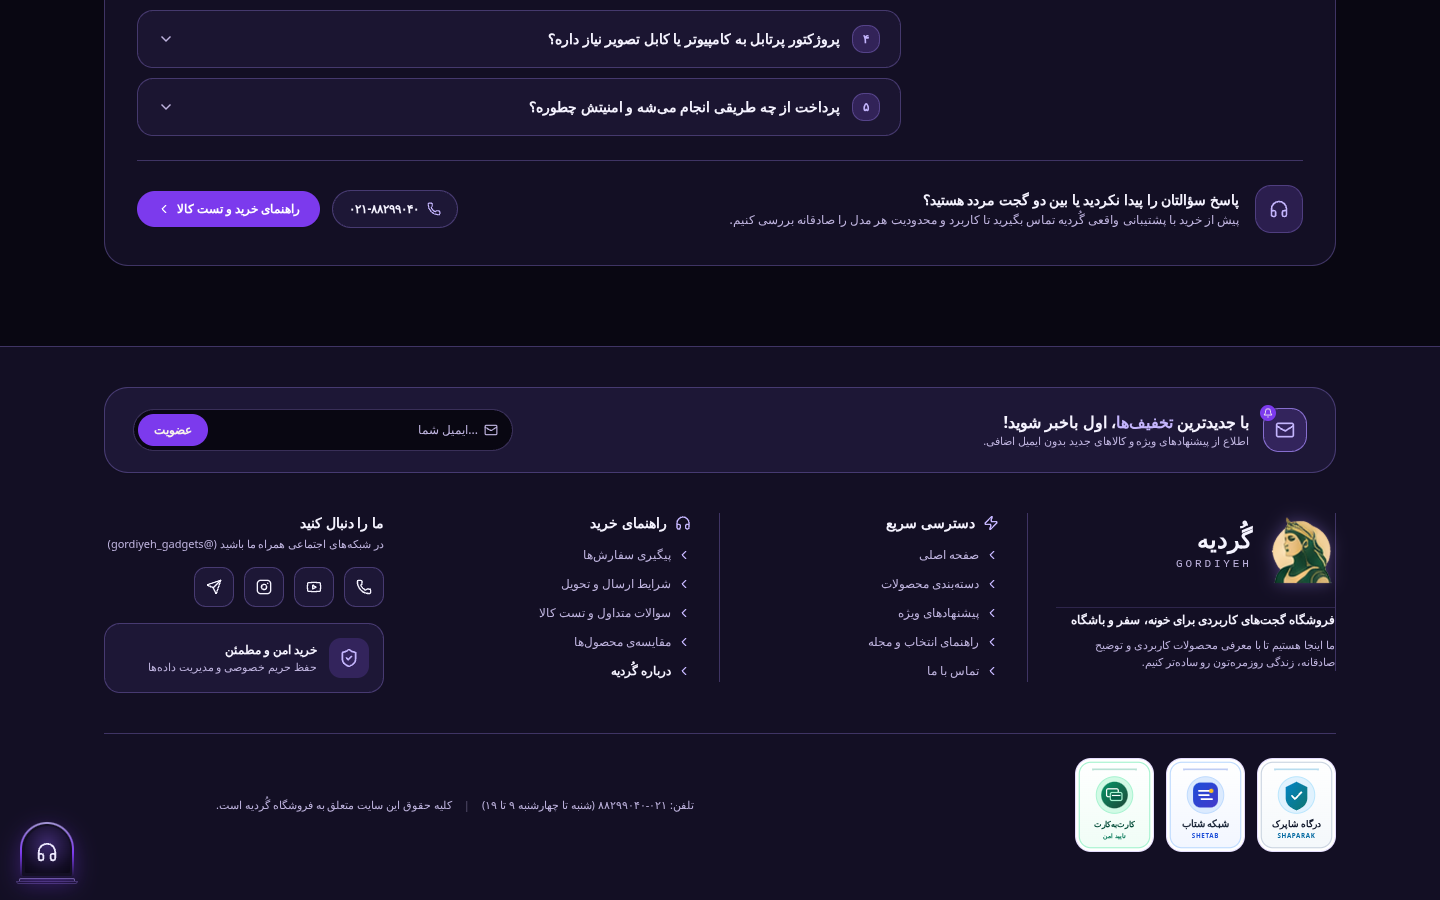 ۴
پروژکتور پرتابل به کامپیوتر یا کابل تصویر نیاز داره؟
۵
پرداخت از چه طریقی انجام می‌شه و امنیتش چطوره؟
پاسخ سؤالتان را پیدا نکردید یا بین دو گجت مردد هستید؟
پیش از خرید با پشتیبانی واقعی گُردیه تماس بگیرید تا کاربرد و محدودیت هر مدل را صادقانه بررسی کنیم.
۰۲۱-۸۸۲۹۹۰۴۰
راهنمای خرید و تست کالا
با جدیدترین تخفیف‌ها، اول باخبر شوید!
اطلاع از پیشنهادهای ویژه و کالاهای جدید بدون ایمیل اضافی.
ایمیل شما...
عضویت
گُردیه
GORDIYEH
فروشگاه گجت‌های کاربردی برای خونه، سفر و باشگاه
ما اینجا هستیم تا با معرفی محصولات کاربردی و توضیح
صادقانه، زندگی روزمره‌تون رو ساده‌تر کنیم.
دسترسی سریع
صفحه اصلی
دسته‌بندی محصولات
پیشنهادهای ویژه
راهنمای انتخاب و مجله
تماس با ما
راهنمای خرید
پیگیری سفارش‌ها
شرایط ارسال و تحویل
سوالات متداول و تست کالا
مقایسه‌ی محصول‌ها
درباره گُردیه
ما را دنبال کنید
در شبکه‌های اجتماعی همراه ما باشید (@gordiyeh_gadgets)
خرید امن و مطمئن
حفظ حریم خصوصی و مدیریت داده‌ها
درگاه شاپرک
SHAPARAK
شبکه شتاب
SHETAB
کارت‌به‌کارت
تایید امن
تلفن: ۰۲۱-۸۸۲۹۹۰۴۰ (شنبه تا چهارشنبه ۹ تا ۱۹) | کلیه حقوق این سایت متعلق به فروشگاه گُردیه است.